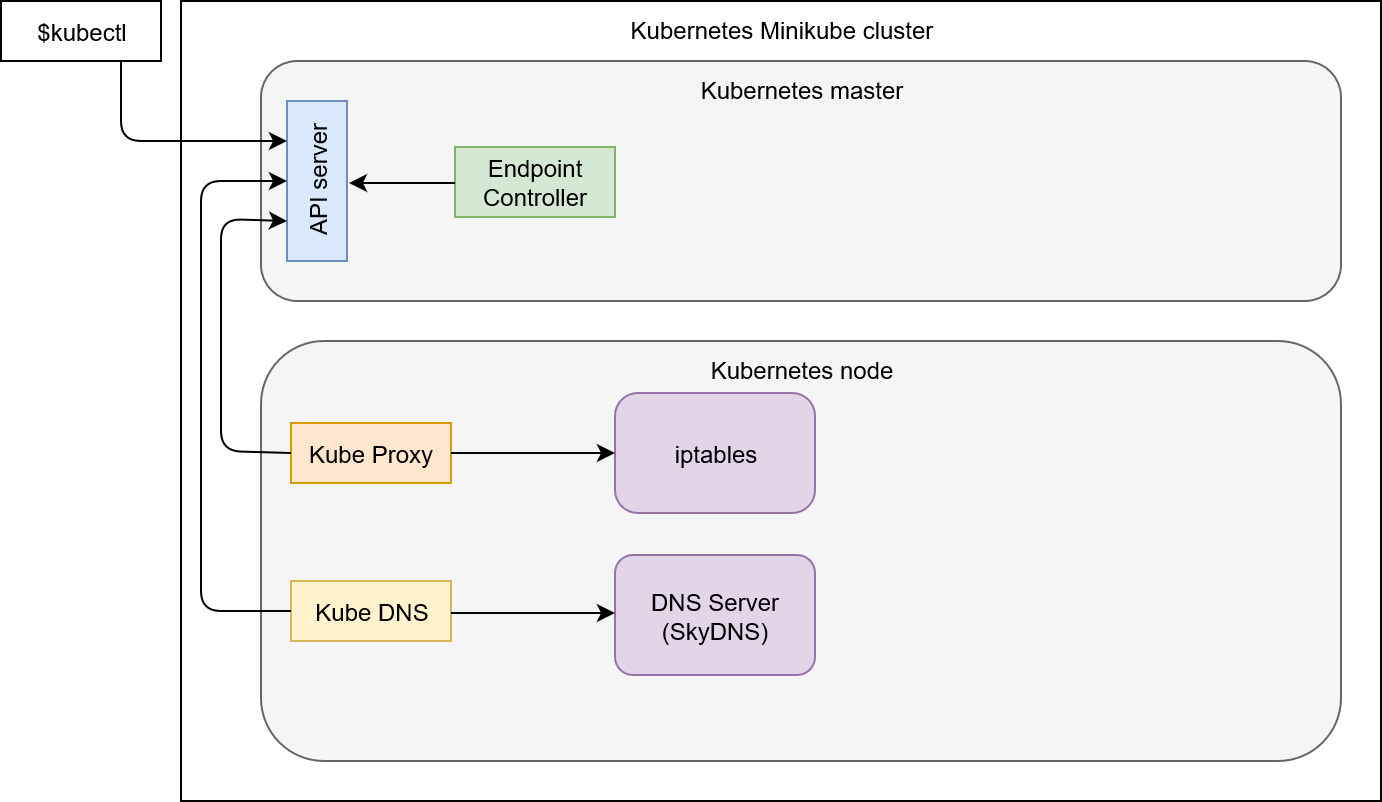 $kubectl
Kubernetes Minikube cluster
Kubernetes master
API server
Endpoint
Controller
Kubernetes node
Kube Proxy
iptables
Kube DNS
DNS Server
(SkyDNS)